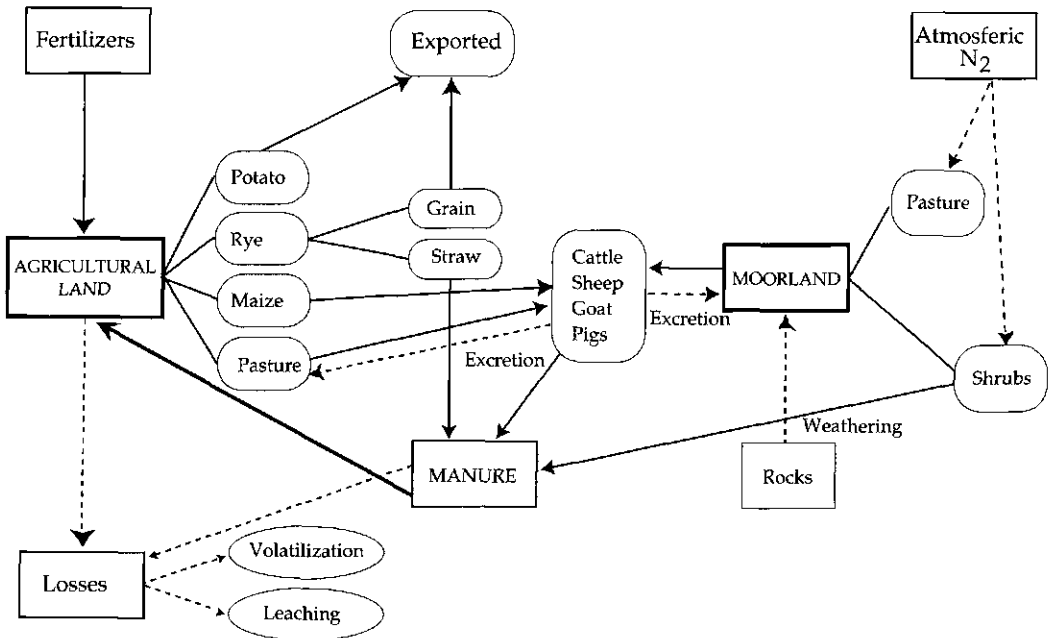 Fertilizers
Exported
Atmosferic
N2
Potato
Pasture
Grain
Rye
Straw
AGRICULTURAL
LAND
Cattle
Sheep
Goat
Pigs
MOORLAND
Maize
Excretion
Pasture
Excretion
Shrubs
Weathering
MANURE
Rocks
Volatilization
Losses
Leaching